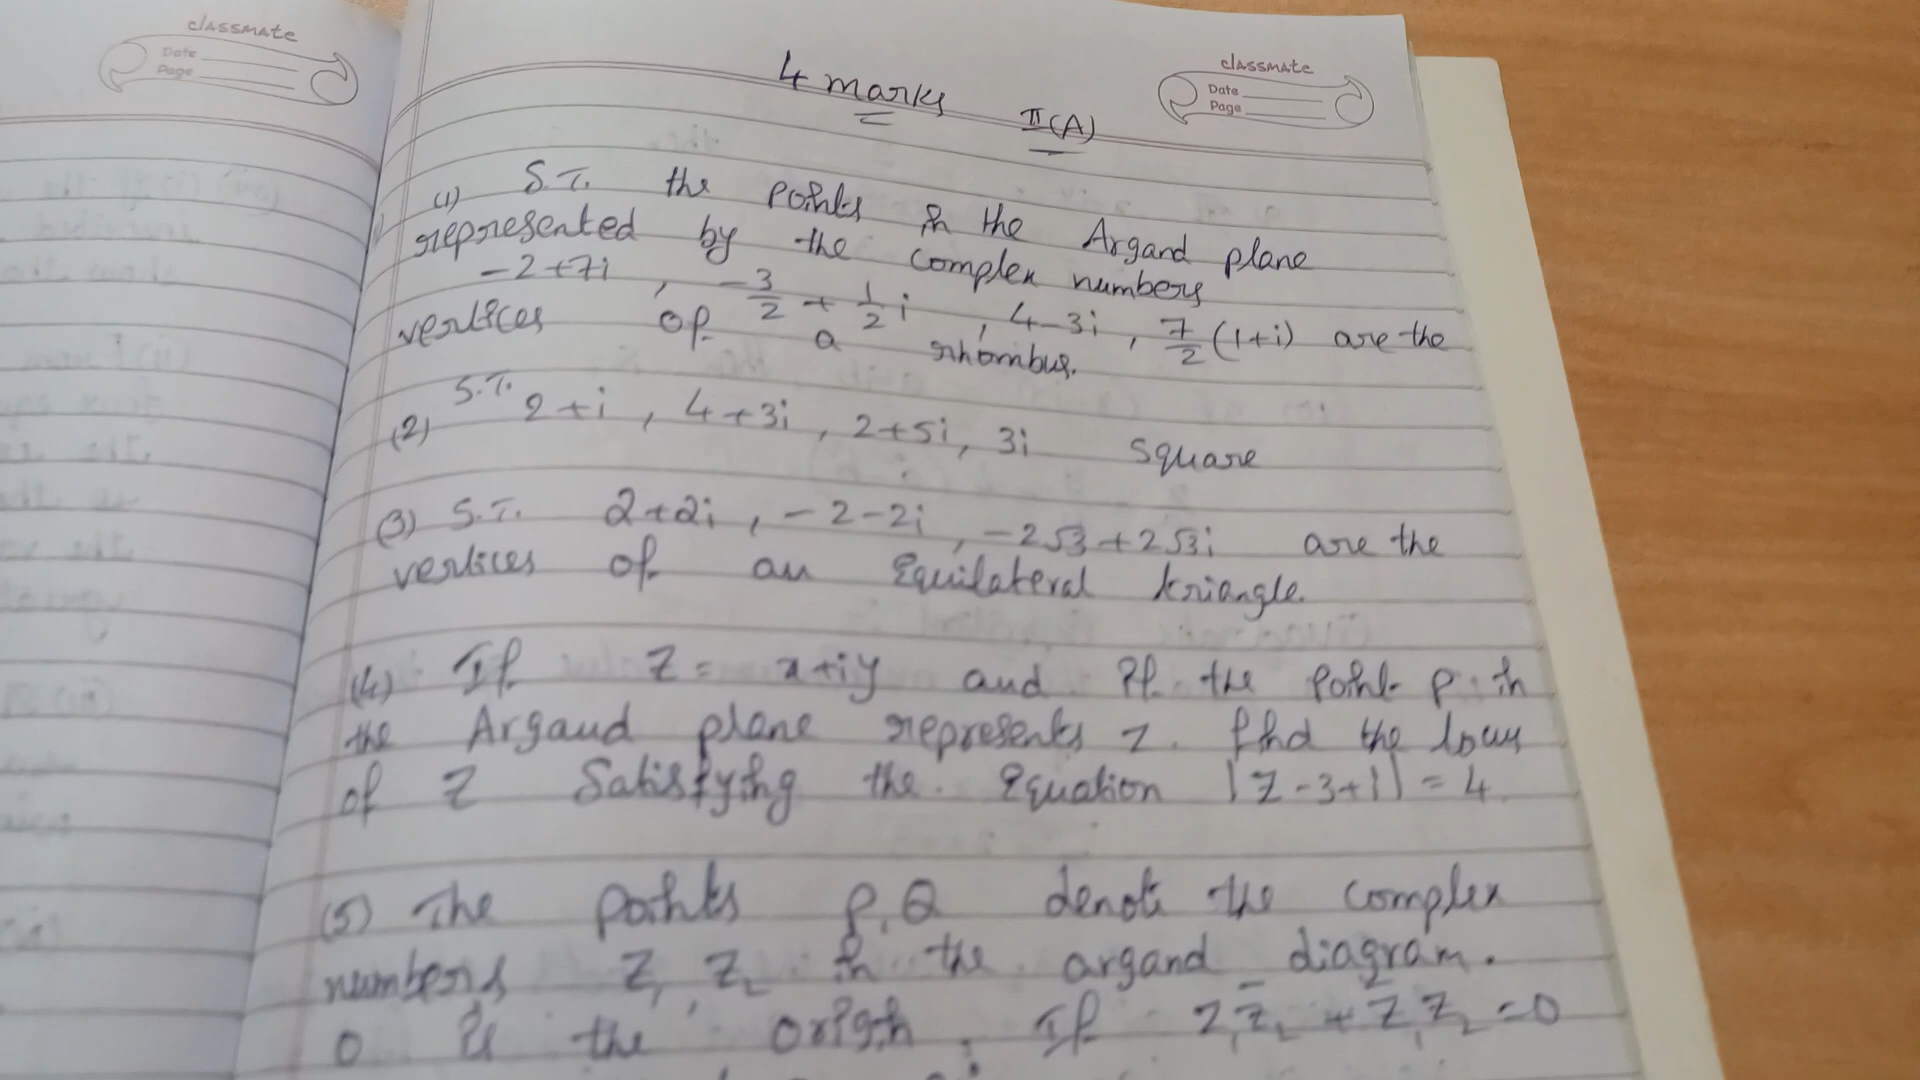 classmate
Date
Page
classmate
Date
Page
4 marks II(A)
(1) S.T. the points in the Argand plane
represented by the complex numbers
-2+7i, -3/2 + 1/2 i, 4-3i, 7/2 (1+i) are the
vertices of a rhombus.
(2) S.T. 2+i, 4+3i, 2+5i, 3i square
(3) S.T. 2+2i, -2-2i, -2√3+2√3i are the
vertices of an Equilateral triangle.
(4) If z = x+iy and if the point P in
the Argand plane represents z. find the locus
of z Satisfying the Equation |z-3+1| = 4
(5) The points P, Q denote the complex
numbers z₁, z₂ in the argand diagram.
O is the origin. If z₁z̄₂ + z̄₁z₂ = 0